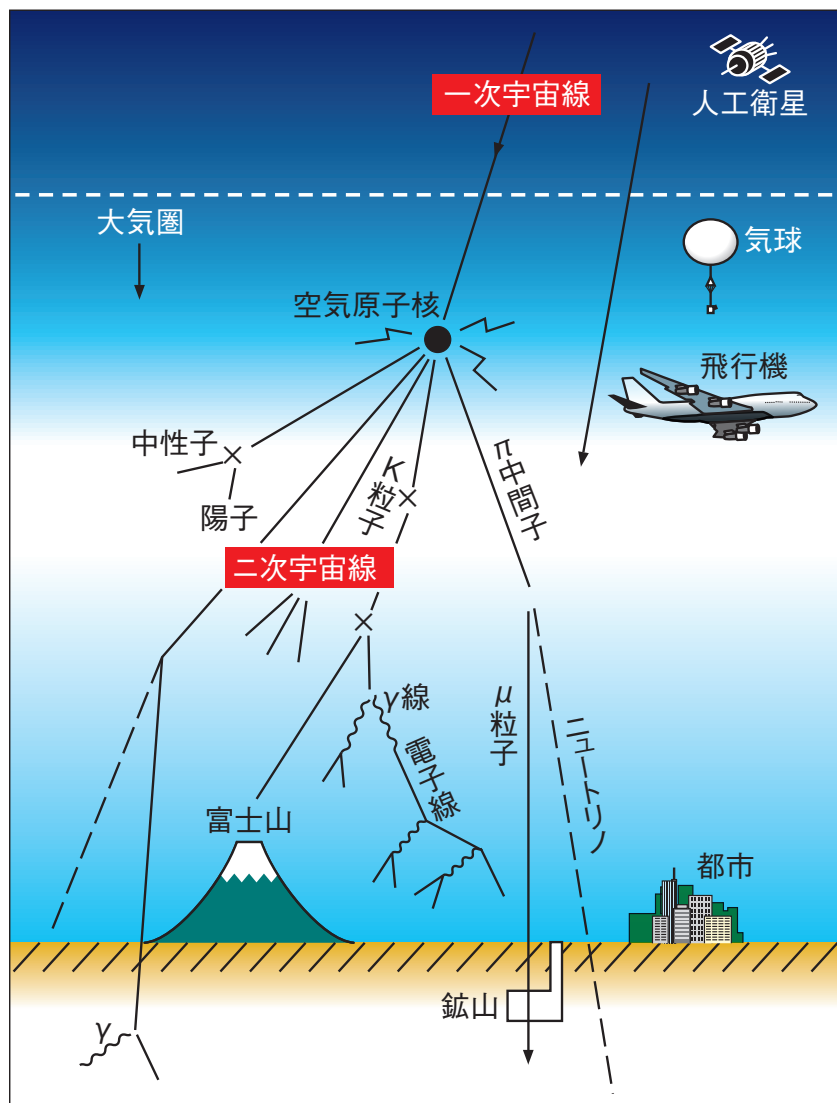 一次宇宙線
人工衛星
大気圏
気球
空気原子核
飛行機
中性子
K粒子
π中間子
陽子
二次宇宙線
γ線
μ粒子
電子線
ニュートリノ
富士山
都市
鉱山
γ